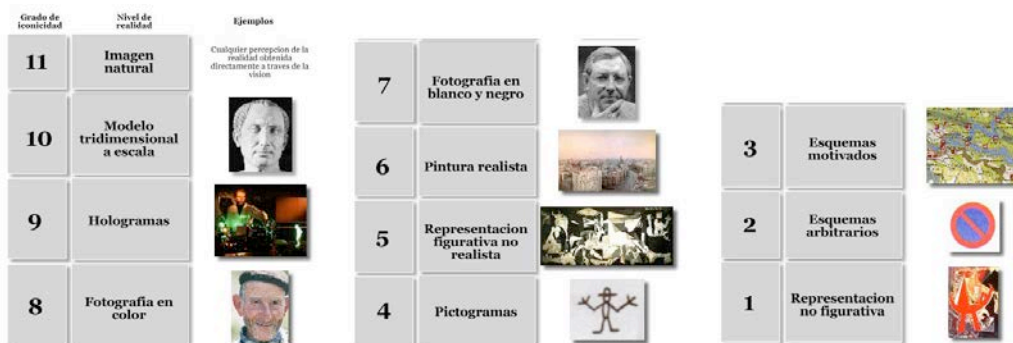 Grado de
iconicidad
Nivel de
realidad
Ejemplos
11
Imagen
natural
Cualquier percepcion de la
realidad obtenida
directamente a traves de la
vision
10
Modelo
tridimensional
a escala
9
Hologramas
8
Fotografia en
color
7
Fotografia en
blanco y negro
6
Pintura realista
5
Representacion
figurativa no
realista
4
Pictogramas
3
Esquemas
motivados
2
Esquemas
arbitrarios
1
Representacion
no figurativa